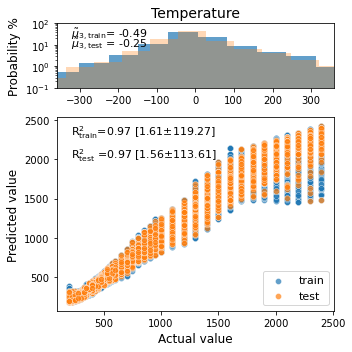 Temperature
Probability %
10²
10¹
10⁰
10⁻¹
μ̃₃,train = -0.49
μ̃₃,test = -0.25
−300 −200 −100 0 100 200 300
R²train=0.97 [1.61±119.27]
R²test =0.97 [1.56±113.61]
Predicted value
2000
1500
1000
500
train
test
500 1000 1500 2000 2500
Actual value